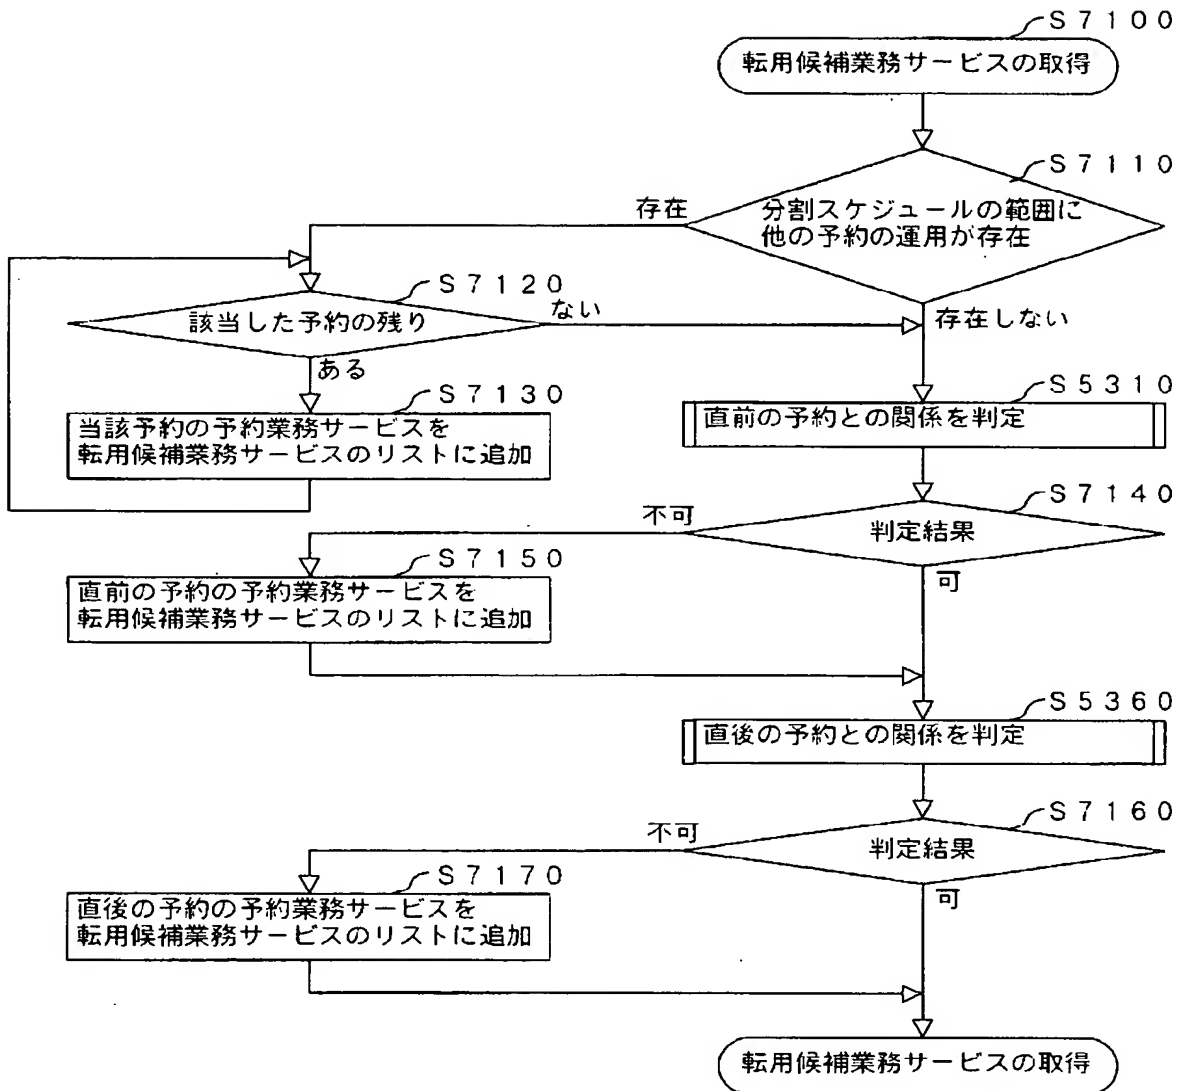 S7100
転用候補業務サービスの取得
S7110
分割スケジュールの範囲に
他の予約の運用が存在
存在
S7120
該当した予約の残り
ない
存在しない
ある
S7130
当該予約の予約業務サービスを
転用候補業務サービスのリストに追加
S5310
直前の予約との関係を判定
S7140
判定結果
不可
可
S7150
直前の予約の予約業務サービスを
転用候補業務サービスのリストに追加
S5360
直後の予約との関係を判定
S7160
判定結果
不可
可
S7170
直後の予約の予約業務サービスを
転用候補業務サービスのリストに追加
転用候補業務サービスの取得